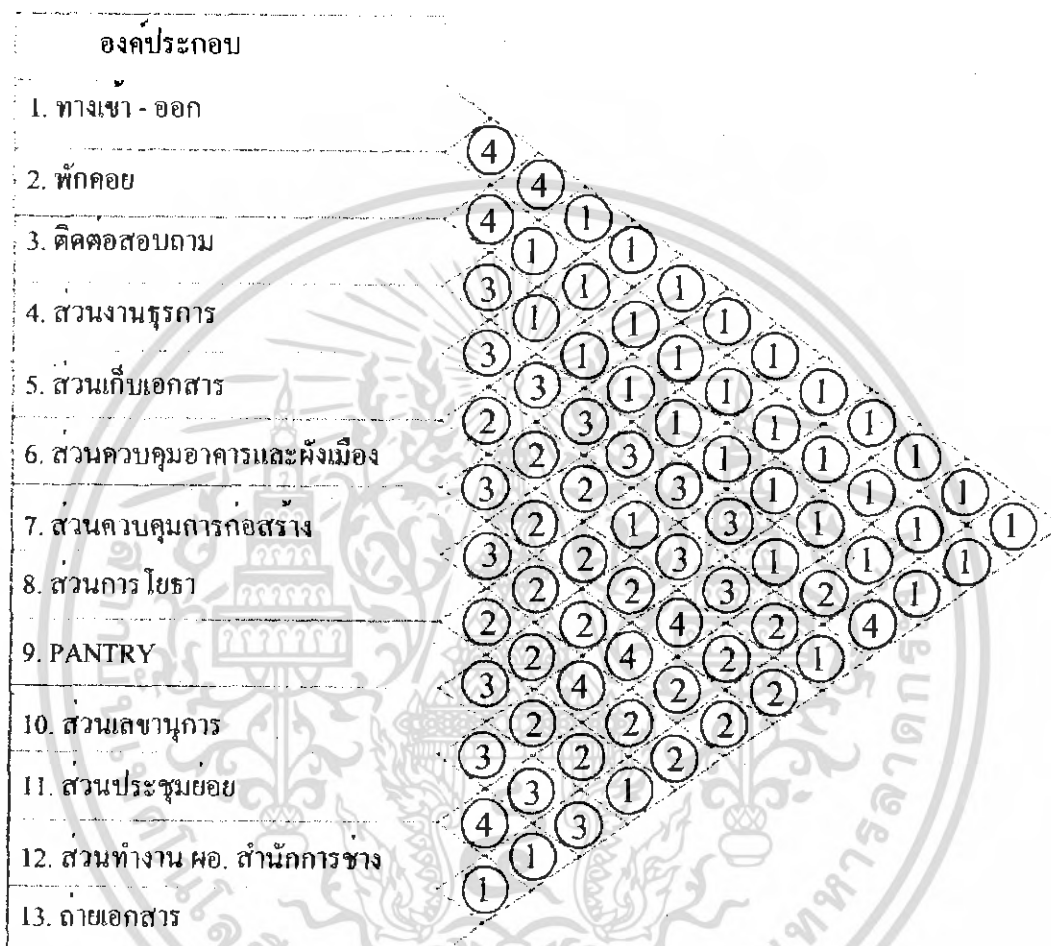 องค์ประกอบ
1. ทางเข้า - ออก
2. พักคอย
3. ติดต่อสอบถาม
4. ส่วนงานธุรการ
5. ส่วนเก็บเอกสาร
6. ส่วนควบคุมอาคารและผังเมือง
7. ส่วนควบคุมการก่อสร้าง
8. ส่วนการโยธา
9. PANTRY
10. ส่วนเลขานุการ
11. ส่วนประชุมย่อย
12. ส่วนทำงาน ผอ. สำนักการช่าง
13. ถ่ายเอกสาร
4 4 1 1 1 1 1 1 1 1 1 1
4 1 1 1 1 1 1 1 1 1 1
3 1 1 1 1 1 1 1 1 1
3 3 3 3 3 3 1 2 4
2 2 2 1 3 3 2 1
3 2 2 2 4 2 2
3 2 2 4 2 2
2 2 4 2 2
3 2 2 1
3 3 3
4 1
1